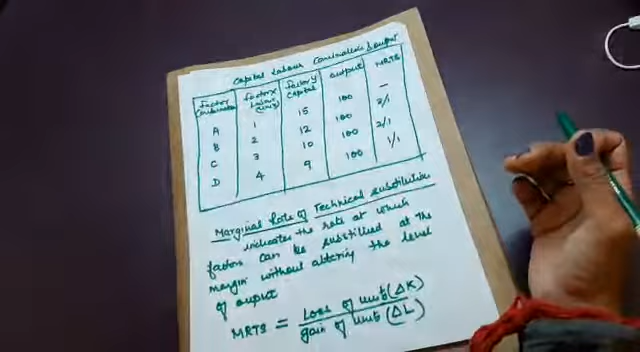 Capital Labour Combinations & output
Factor Combination | factor X Labour (units) | factor Y Capital | output | MRTS
A 1 15 100 —
B 2 12 100 3/1
C 3 10 100 2/1
D 4 9 100 1/1
Marginal Rate of Technical Substitution
indicates the rate at which
factors can be substituted at the
margin without altering the level
of ouput
MRTS = Loss of units (ΔK)
gain of units (ΔL)